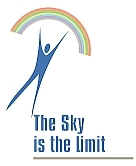 The Sky
is the limit